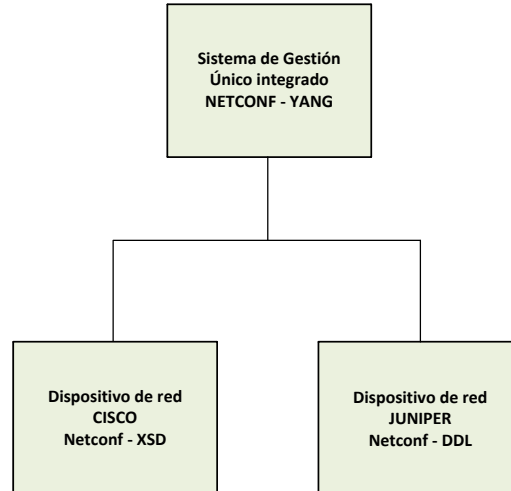 Sistema de Gestión
Único integrado
NETCONF - YANG
Dispositivo de red
CISCO
Netconf - XSD
Dispositivo de red
JUNIPER
Netconf - DDL